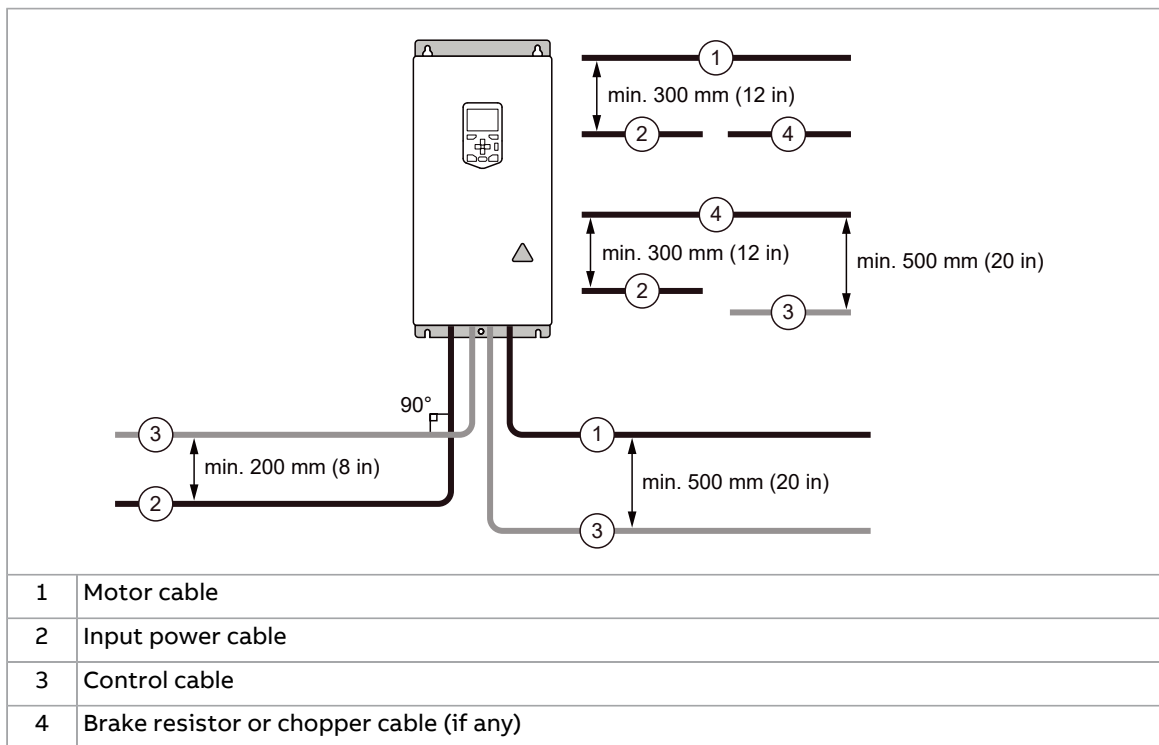 1
min. 300 mm (12 in)
2
4
4
min. 300 mm (12 in)
min. 500 mm (20 in)
2
3
90°
3
1
min. 200 mm (8 in)
min. 500 mm (20 in)
2
3
1 Motor cable
2 Input power cable
3 Control cable
4 Brake resistor or chopper cable (if any)